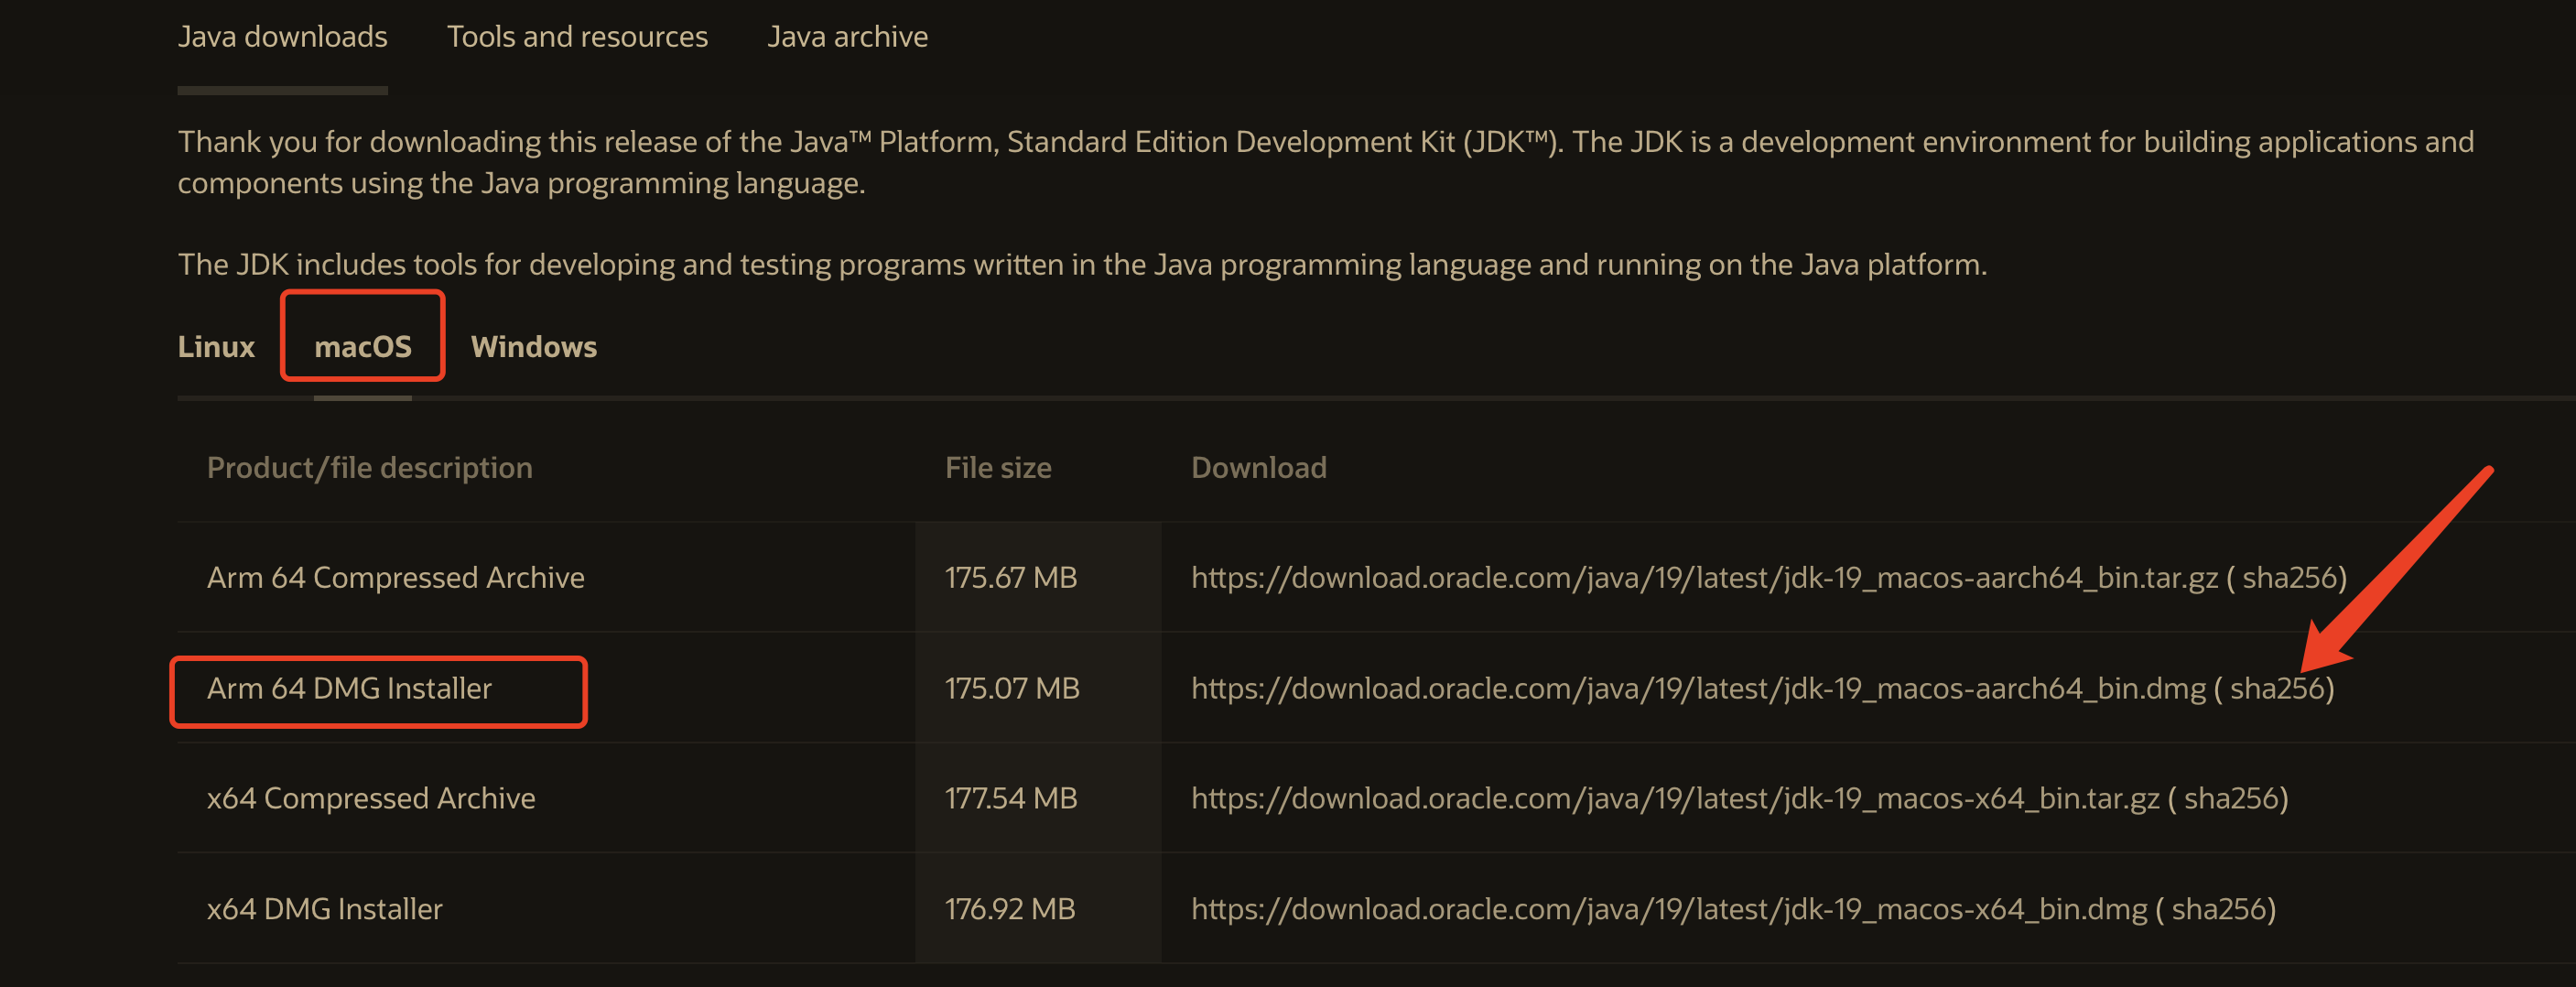 Java downloads Tools and resources Java archive
Thank you for downloading this release of the Java™ Platform, Standard Edition Development Kit (JDK™). The JDK is a development environment for building applications and
components using the Java programming language.
The JDK includes tools for developing and testing programs written in the Java programming language and running on the Java platform.
Linux macOS Windows
Product/file description File size Download
Arm 64 Compressed Archive 175.67 MB https://download.oracle.com/java/19/latest/jdk-19_macos-aarch64_bin.tar.gz ( sha256)
Arm 64 DMG Installer 175.07 MB https://download.oracle.com/java/19/latest/jdk-19_macos-aarch64_bin.dmg ( sha256)
x64 Compressed Archive 177.54 MB https://download.oracle.com/java/19/latest/jdk-19_macos-x64_bin.tar.gz ( sha256)
x64 DMG Installer 176.92 MB https://download.oracle.com/java/19/latest/jdk-19_macos-x64_bin.dmg ( sha256)